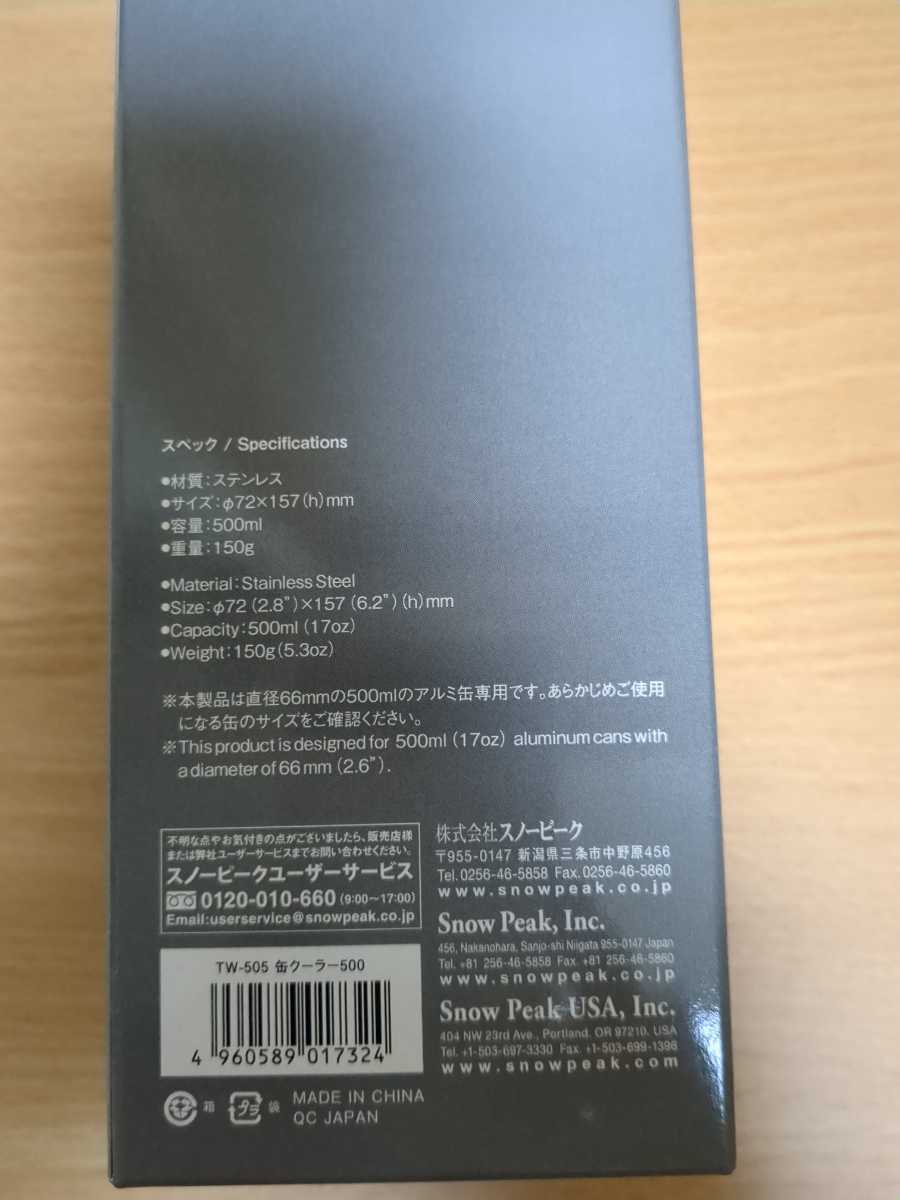 スペック / Specifications
●材質：ステンレス
●サイズ：φ72×157（h）mm
●容量：500ml
●重量：150g
●Material：Stainless Steel
●Size：φ72（2.8"）×157（6.2"）（h）mm
●Capacity：500ml（17oz）
●Weight：150g（5.3oz）
※本製品は直径66mmの500mlのアルミ缶専用です。あらかじめご使用
になる缶のサイズをご確認ください。
※This product is designed for 500ml（17oz）aluminum cans with
a diameter of 66mm（2.6"）.
不明な点やお気付きの点がございましたら、販売店様
または弊社ユーザーサービスまでお問い合わせください。
スノーピークユーザーサービス
0120-010-660（9:00～17:00）
Email:userservice@snowpeak.co.jp
TW-505 缶クーラー500
4 960589 017324
箱 プラ 袋
MADE IN CHINA
QC JAPAN
株式会社スノーピーク
〒955-0147 新潟県三条市中野原456
Tel.0256-46-5858 Fax.0256-46-5860
www.snowpeak.co.jp
Snow Peak, Inc.
456, Nakanohara, Sanjo-shi Niigata 955-0147 Japan
Tel. +81 256-46-5858 Fax. +81 256-46-5860
www.snowpeak.co.jp
Snow Peak USA, Inc.
404 NW 23rd Ave., Portland, OR 97210, USA
Tel. +1-503-697-3330 Fax. +1-503-699-1396
www.snowpeak.com